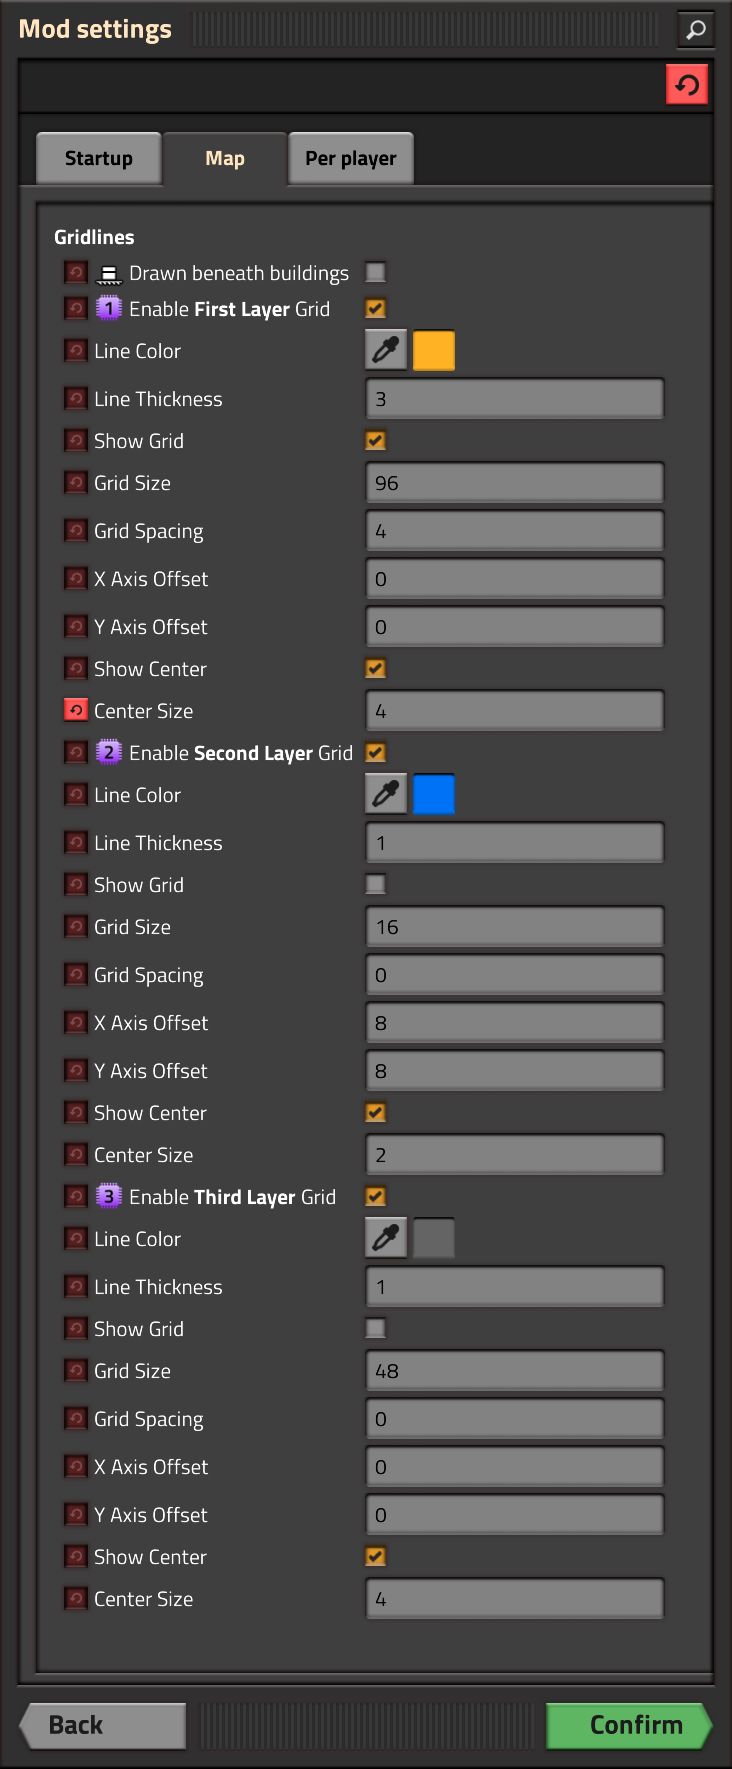 Mod settings
Startup
Map
Per player
Gridlines
Drawn beneath buildings
1 Enable First Layer Grid
Line Color
Line Thickness 3
Show Grid
Grid Size 96
Grid Spacing 4
X Axis Offset 0
Y Axis Offset 0
Show Center
Center Size 4
2 Enable Second Layer Grid
Line Color
Line Thickness 1
Show Grid
Grid Size 16
Grid Spacing 0
X Axis Offset 8
Y Axis Offset 8
Show Center
Center Size 2
3 Enable Third Layer Grid
Line Color
Line Thickness 1
Show Grid
Grid Size 48
Grid Spacing 0
X Axis Offset 0
Y Axis Offset 0
Show Center
Center Size 4
Back
Confirm